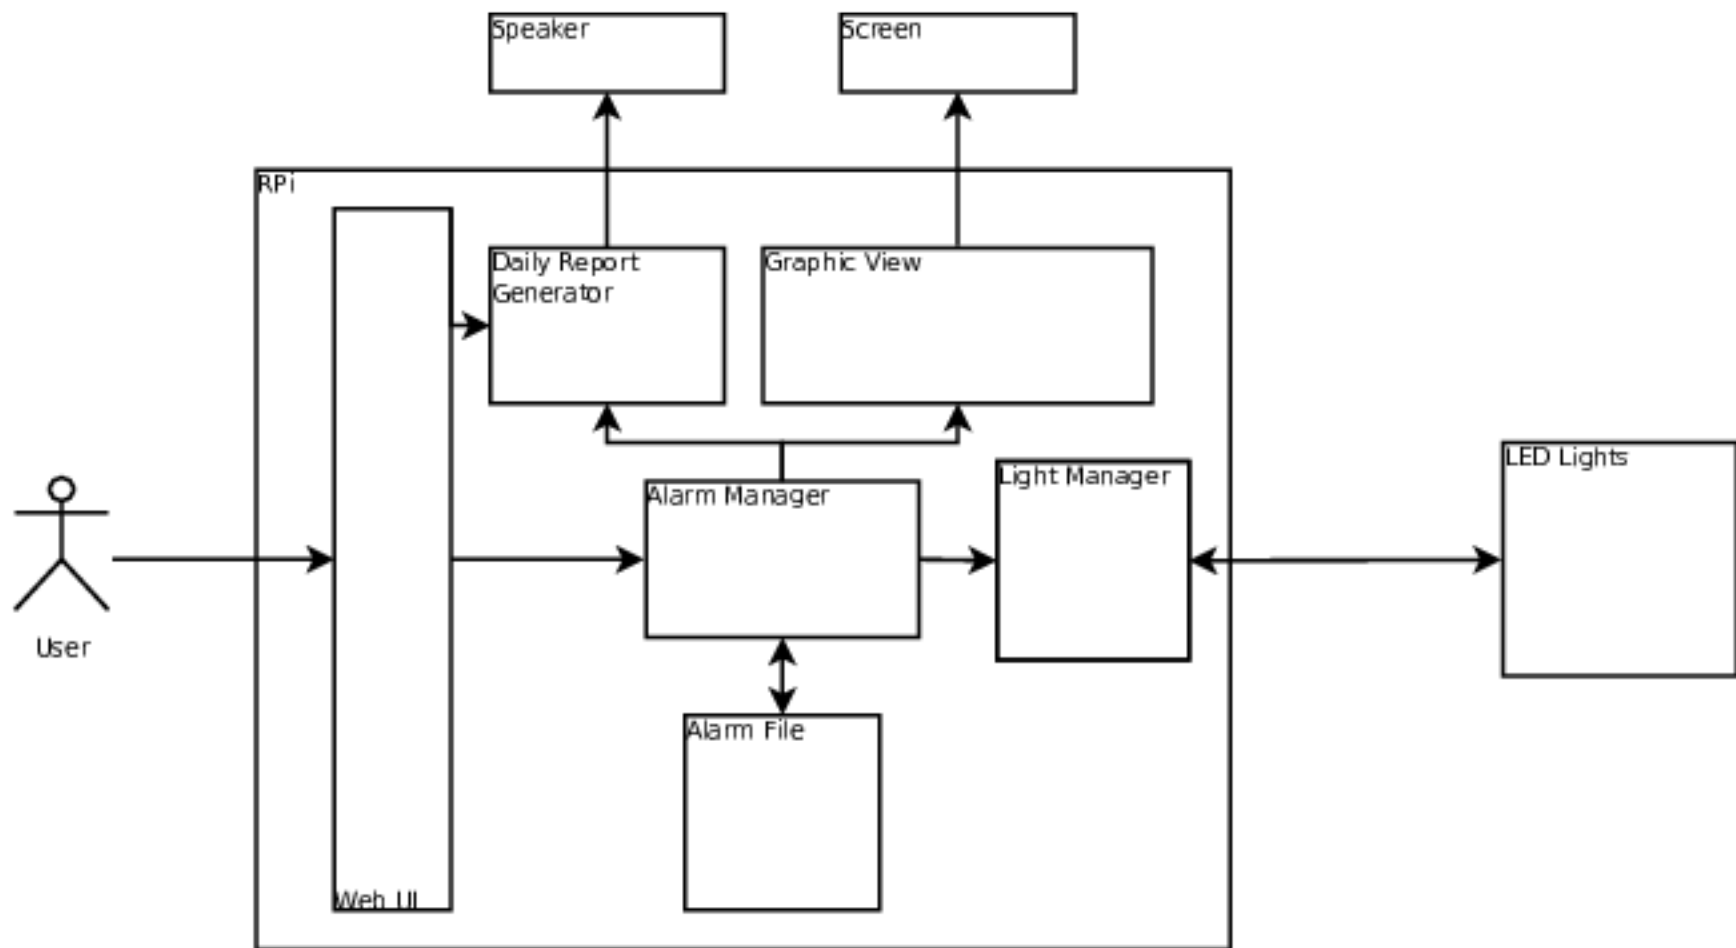 Speaker
Screen
RPi
Daily Report
Generator
Graphic View
Alarm Manager
Light Manager
LED Lights
User
Alarm File
Web UI